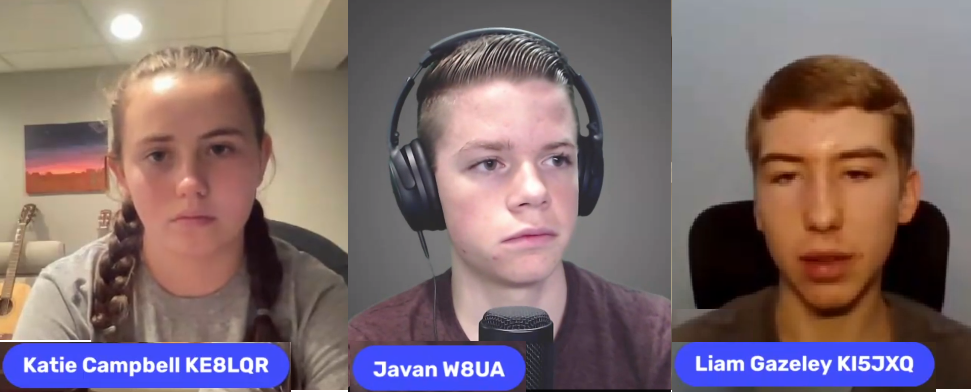 Katie Campbell KE8LQR
Javan W8UA
Liam Gazeley KI5JXQ